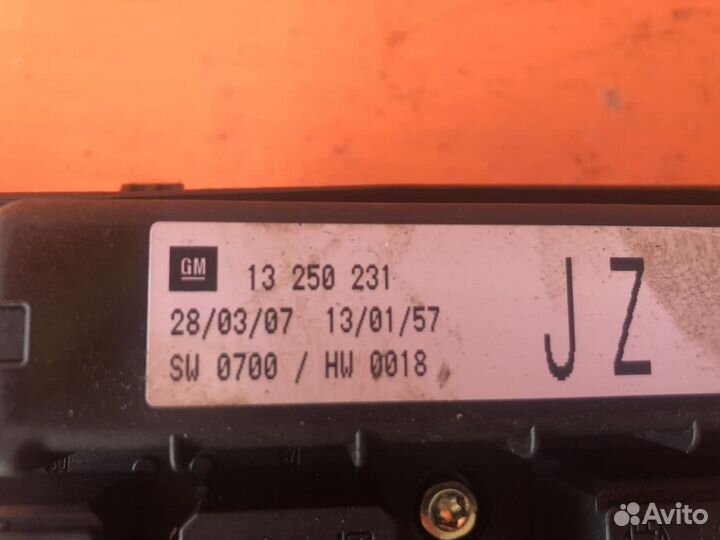 GM 13 250 231
28/03/07 13/01/57
SW 0700 / HW 0018
JZ
Avito